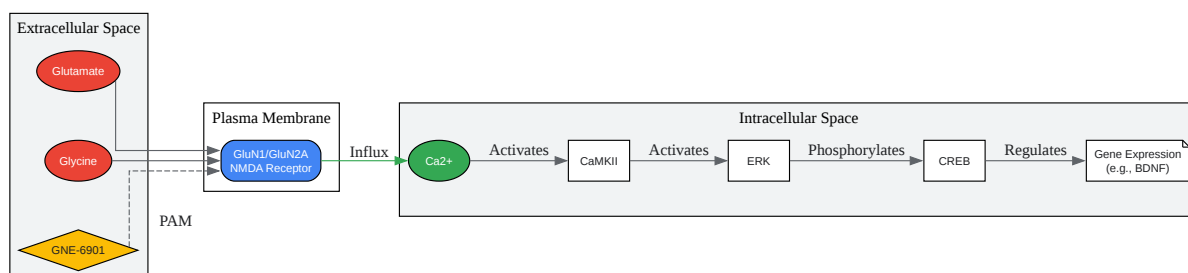 Extracellular Space
Glutamate
Glycine
GNE-6901
PAM
Plasma Membrane
GluN1/GluN2A
NMDA Receptor
Influx
Intracellular Space
Ca2+
Activates
CaMKII
Activates
ERK
Phosphorylates
CREB
Regulates
Gene Expression
(e.g., BDNF)